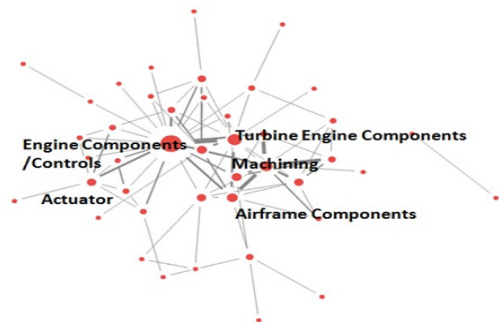 Turbine Engine Components
Engine Components
/Controls
Machining
Actuator
Airframe Components